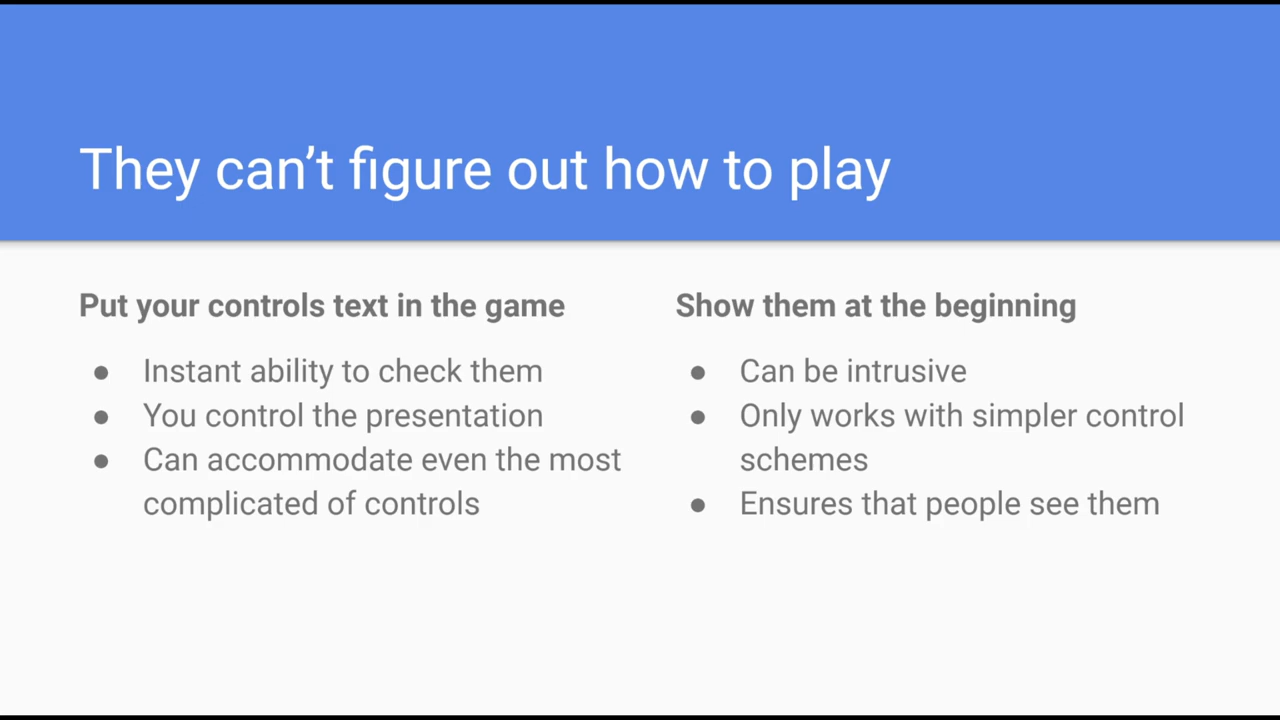 They can’t figure out how to play
Put your controls text in the game
● Instant ability to check them
● You control the presentation
● Can accommodate even the most
complicated of controls
Show them at the beginning
● Can be intrusive
● Only works with simpler control
schemes
● Ensures that people see them